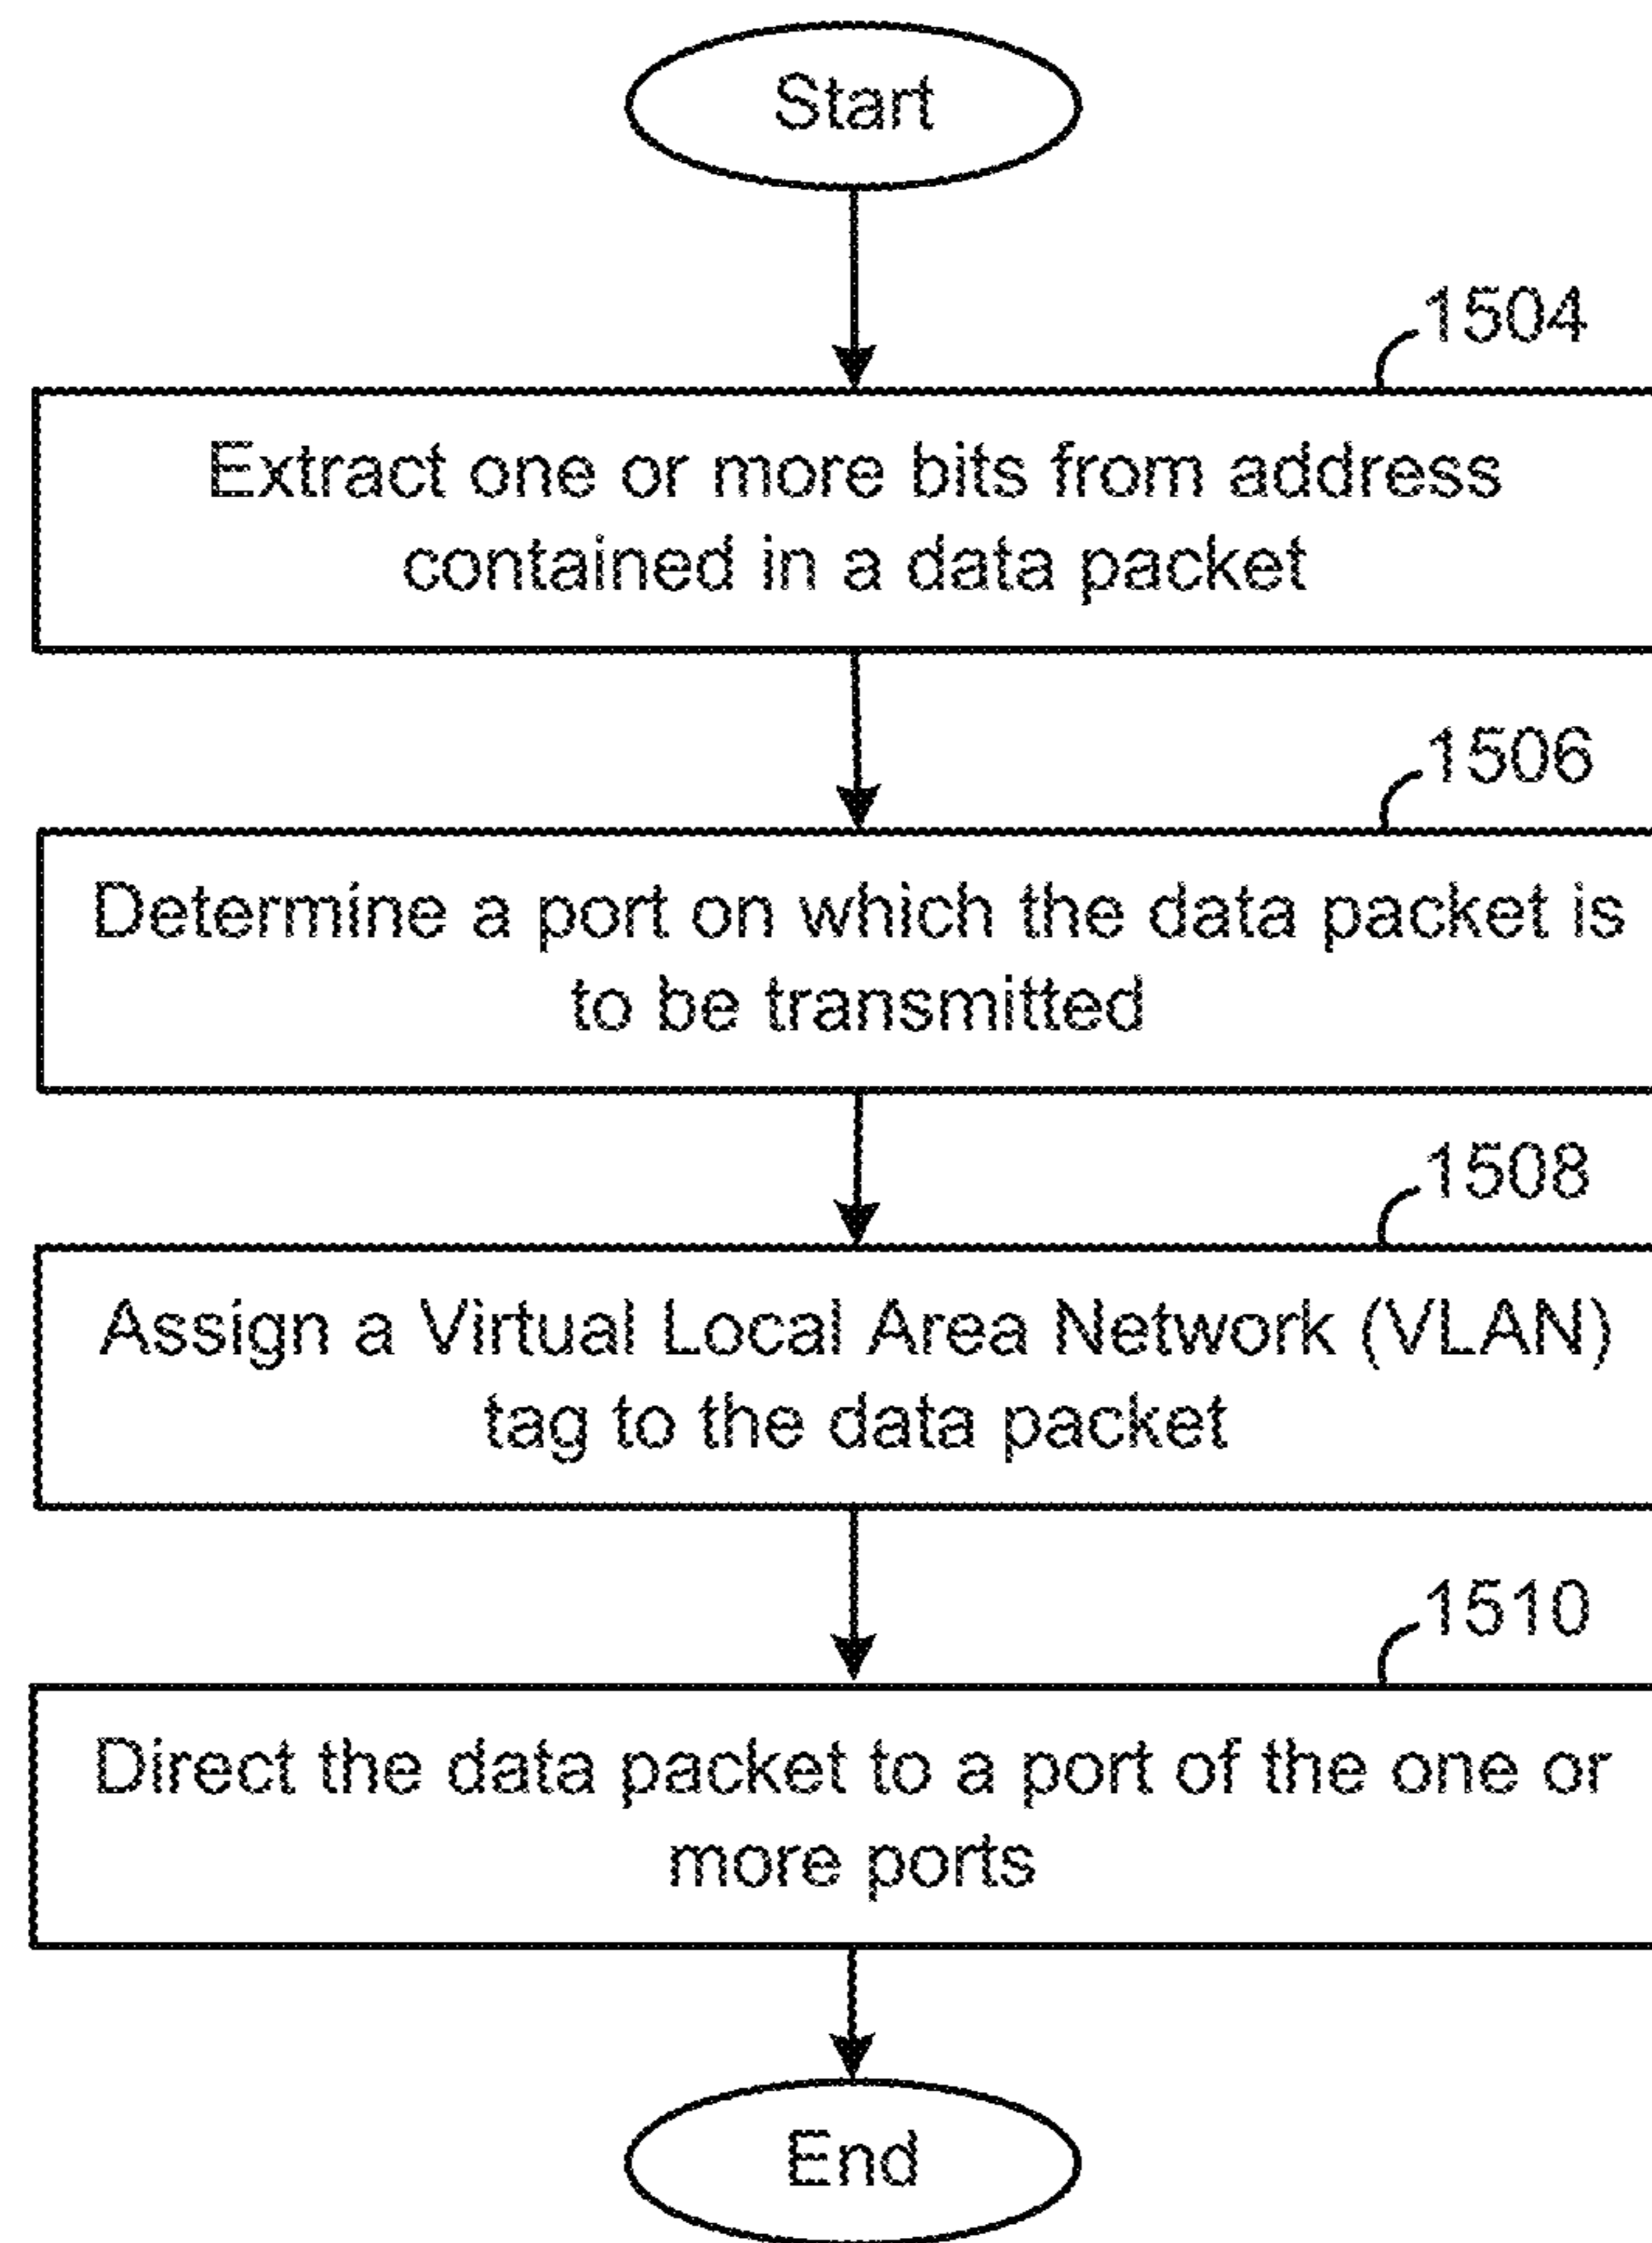 Start
1504
Extract one or more bits from address
contained in a data packet
1506
Determine a port on which the data packet is
to be transmitted
1508
Assign a Virtual Local Area Network (VLAN)
tag to the data packet
1510
Direct the data packet to a port of the one or
more ports
End